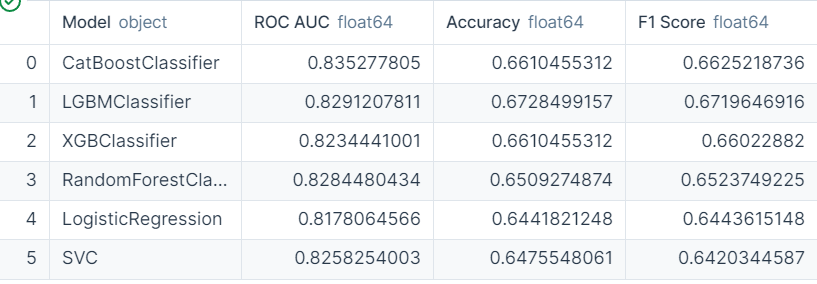 Model object ROC AUC float64 Accuracy float64 F1 Score float64
0 CatBoostClassifier 0.835277805 0.6610455312 0.6625218736
1 LGBMClassifier 0.8291207811 0.6728499157 0.6719646916
2 XGBClassifier 0.8234441001 0.6610455312 0.66022882
3 RandomForestCla... 0.8284480434 0.6509274874 0.6523749225
4 LogisticRegression 0.8178064566 0.6441821248 0.6443615148
5 SVC 0.8258254003 0.6475548061 0.6420344587